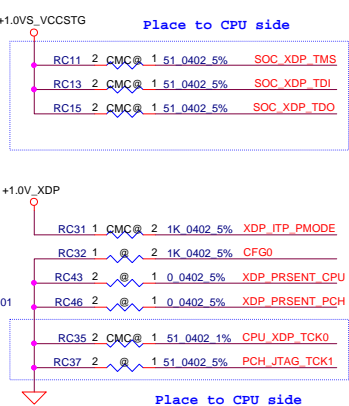 +1.0VS_VCCSTG
Place to CPU side
RC11 2 CMC@ 1 51_0402_5% SOC_XDP_TMS
RC13 2 CMC@ 1 51_0402_5% SOC_XDP_TDI
RC15 2 CMC@ 1 51_0402_5% SOC_XDP_TDO
+1.0V_XDP
RC31 1 CMC@ 2 1K_0402_5% XDP_ITP_PMODE
RC32 1 @ 2 1K_0402_5% CFG0
RC43 2 @ 1 0_0402_5% XDP_PRSENT_CPU
01 RC46 2 @ 1 0_0402_5% XDP_PRSENT_PCH
RC35 2 CMC@ 1 51_0402_1% CPU_XDP_TCK0
RC37 2 @ 1 51_0402_5% PCH_JTAG_TCK1
Place to CPU side